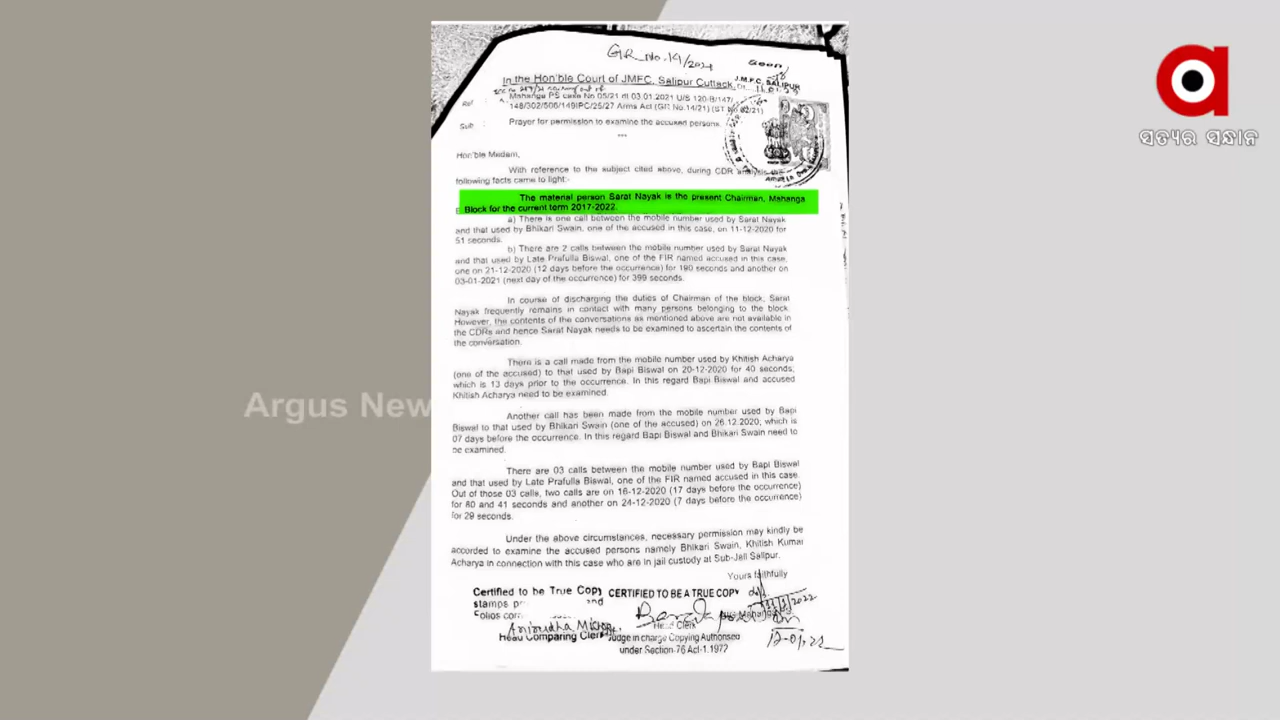 GR No. 14/2021
In the Hon'ble Court of JMFC, Salipur Cuttack
J.M.F.C. SALIPUR
Ref : Mahanga PS case No 05/21 dt 03.01.2021 U/S 120-B/147/
148/302/506/149IPC/25/27 Arms Act (GR No.14/21)
Sub : Prayer for permission to examine the accused persons.
***
Hon'ble Madam,
With reference to the subject cited above, during CDR analysis
following facts came to light:-
The material person Sarat Nayak is the present Chairman, Mahanga
Block for the current term 2017-2022.
a) There is one call between the mobile number used by Sarat Nayak
and that used by Bhikari Swain, one of the accused in this case, on 11-12-2020 for
51 seconds.
b) There are 2 calls between the mobile number used by Sarat Nayak
and that used by Late Prafulla Biswal, one of the FIR named accused in this case,
one on 21-12-2020 (12 days before the occurrence) for 190 seconds and another on
03-01-2021 (next day of the occurrence) for 399 seconds.
In course of discharging the duties of Chairman of the block, Sarat
Nayak frequently remains in contact with many persons belonging to the block.
However, the contents of the conversations as mentioned above are not available in
the CDRs and hence Sarat Nayak needs to be examined to ascertain the contents of
the conversation.
There is a call made from the mobile number used by Khitish Acharya
(one of the accused) to that used by Bapi Biswal on 20-12-2020 for 40 seconds,
which is 13 days prior to the occurrence. In this regard Bapi Biswal and accused
Khitish Acharya need to be examined.
Another call has been made from the mobile number used by Bapi
Biswal to that used by Bhikari Swain (one of the accused) on 26.12.2020, which is
07 days before the occurrence. In this regard Bapi Biswal and Bhikari Swain need to
be examined.
There are 03 calls between the mobile number used by Bapi Biswal
and that used by Late Prafulla Biswal, one of the FIR named accused in this case.
Out of those 03 calls, two calls are on 16-12-2020 (17 days before the occurrence)
for 80 and 41 seconds and another on 24-12-2020 (7 days before the occurrence)
for 29 seconds.
Under the above circumstances, necessary permission may kindly be
accorded to examine the accused persons namely Bhikari Swain, Khitish Kumar
Acharya in connection with this case who are in jail custody at Sub-Jail Salipur.
Yours faithfully
Certified to be True Copy
stamps and
Anirudha Mishra
Head Comparing Clerk
CERTIFIED TO BE A TRUE COPY
Head Clerk
Judge in charge Copying Authorised
under Section-76 Act-1.1972
12-01-22
Argus New
ସତ୍ୟର ସନ୍ଧାନ